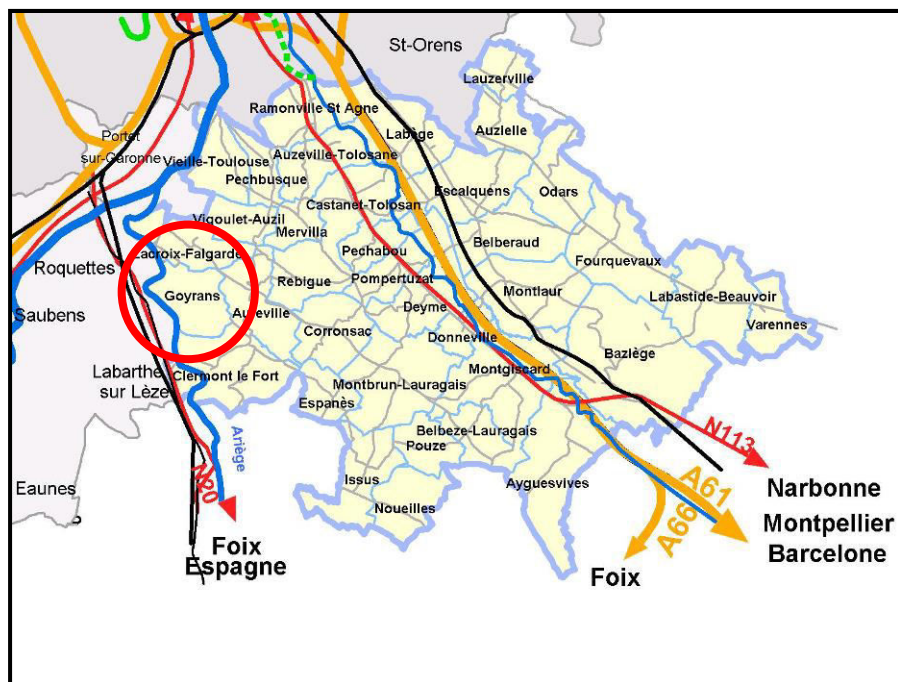 St-Orens
Lauzerville
Ramonville St Agne
Auzielle
Portet
sur-Garonne
Labège
Vieille-Toulouse
Auzeville-Tolosane
Pechbusque
Escalquens
Odars
Castanet-Tolosan
Vigoulet-Auzil
Mervilla
Belberaud
Lacroix-Falgarde
Pechabou
Fourquevaux
Roquettes
Rebigue
Pompertuzat
Goyrans
Montlaur
Labastide-Beauvoir
Saubens
Aureville
Deyme
Varennes
Corronsac
Donneville
Bazlège
Labarthe
sur Lèze
Clermont le Fort
Montgiscard
Montbrun-Lauragais
Espanès
Belbeze-Lauragais
Pouze
N113
Ariège
N20
Eaunes
Issus
Ayguesvives
Noueilles
A61
A66
Narbonne
Montpellier
Barcelone
Foix
Espagne
Foix